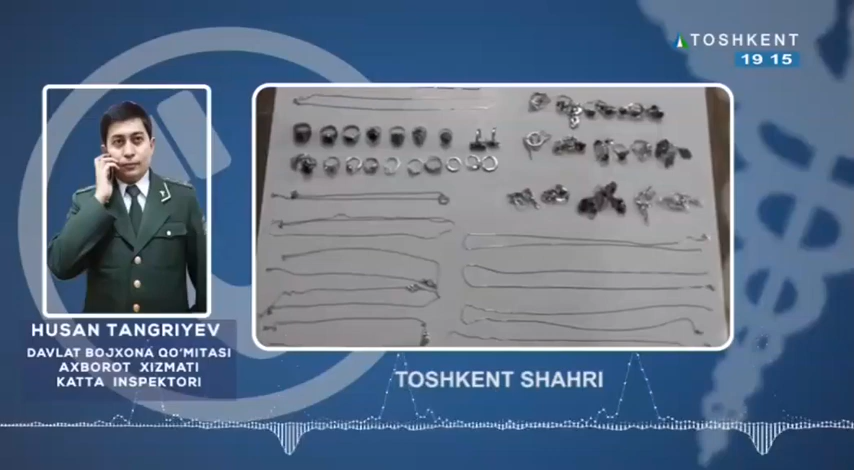 TOSHKENT
19 15
HUSAN TANGRIYEV
DAVLAT BOJXONA QO'MITASI
AXBOROT XIZMATI
KATTA INSPEKTORI
TOSHKENT SHAHRI